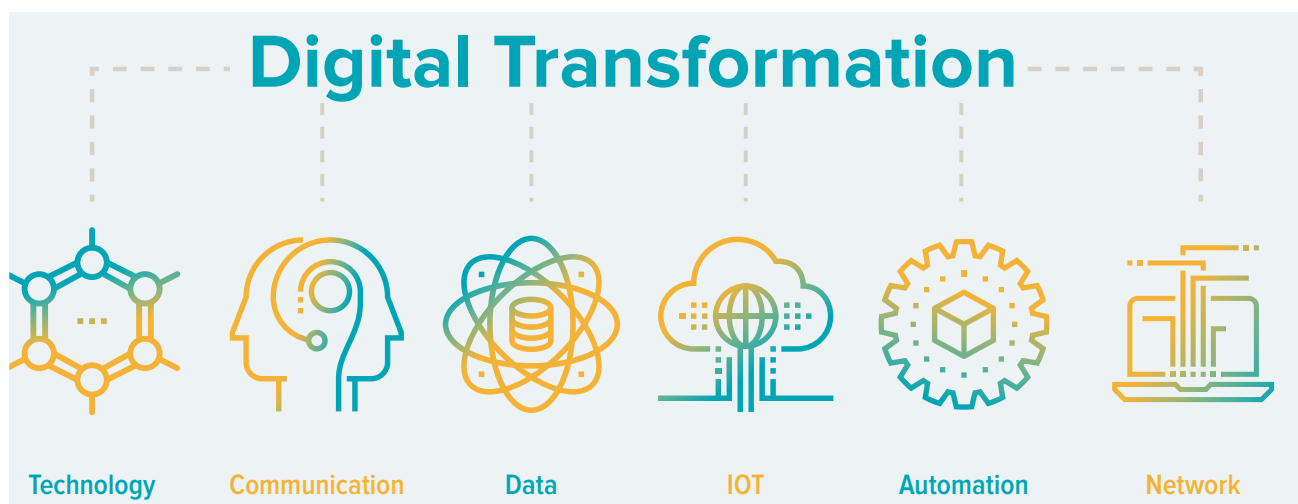 Digital Transformation
Technology
Communication
Data
IOT
Automation
Network